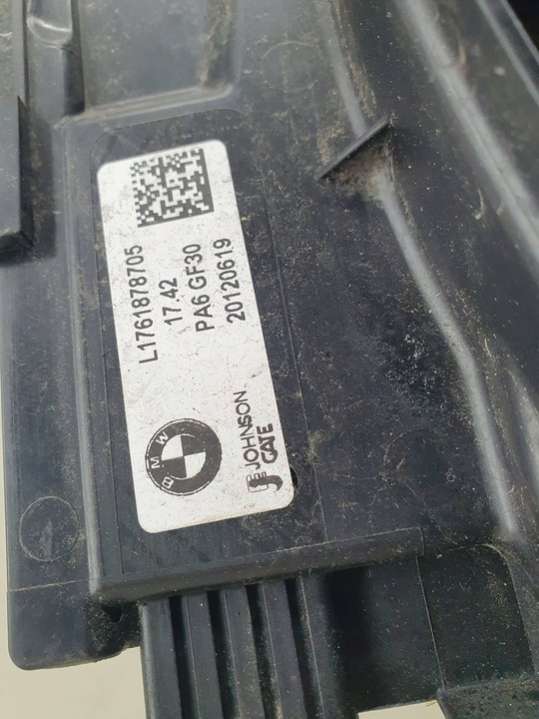 L1761878705
17.42
PA6 GF30
20120619
BMW
JOHNSON
GATE